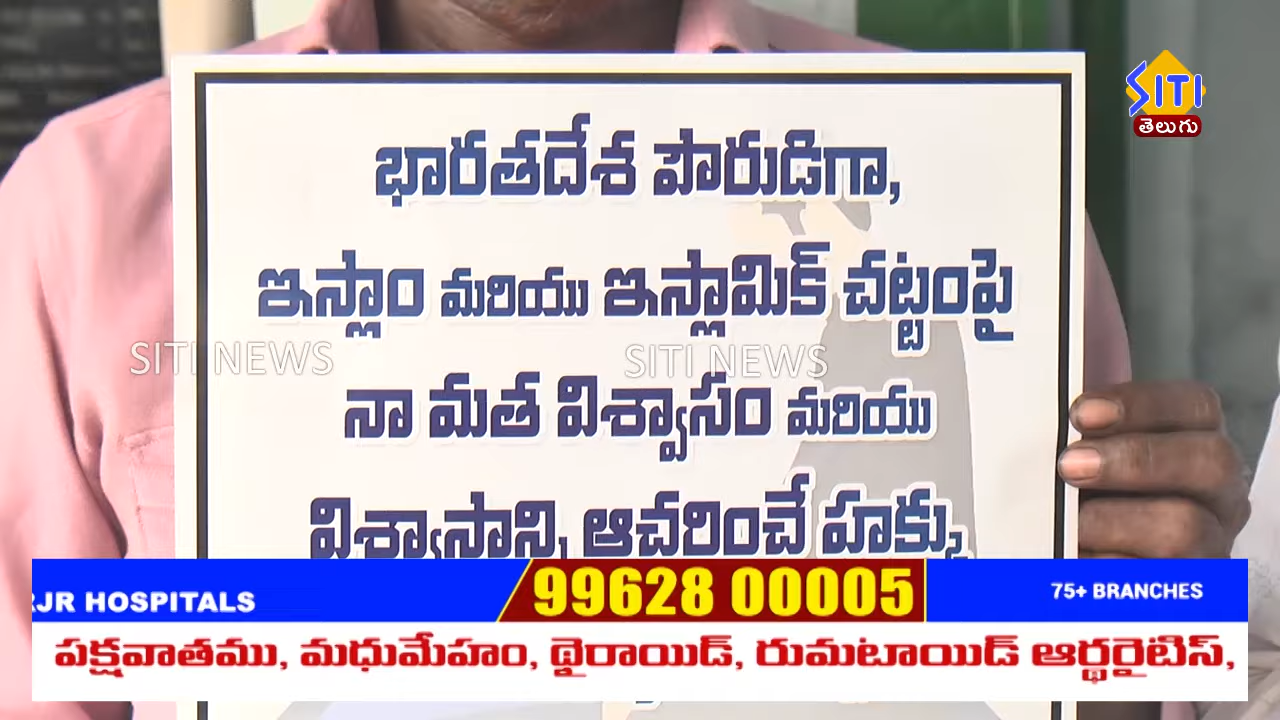 SITI
తెలుగు
భారతదేశ పౌరుడిగా,
ఇస్లాం మరియు ఇస్లామిక్ చట్టంపై
SITI NEWS
SITI NEWS
నా మత విశ్వాసం మరియు
విశ్వాసాన్ని ఆచరించే హక్కు
RJR HOSPITALS
99628 00005
75+ BRANCHES
పక్షవాతము, మధుమేహం, థైరాయిడ్, రుమటాయిడ్ ఆర్థరైటిస్,